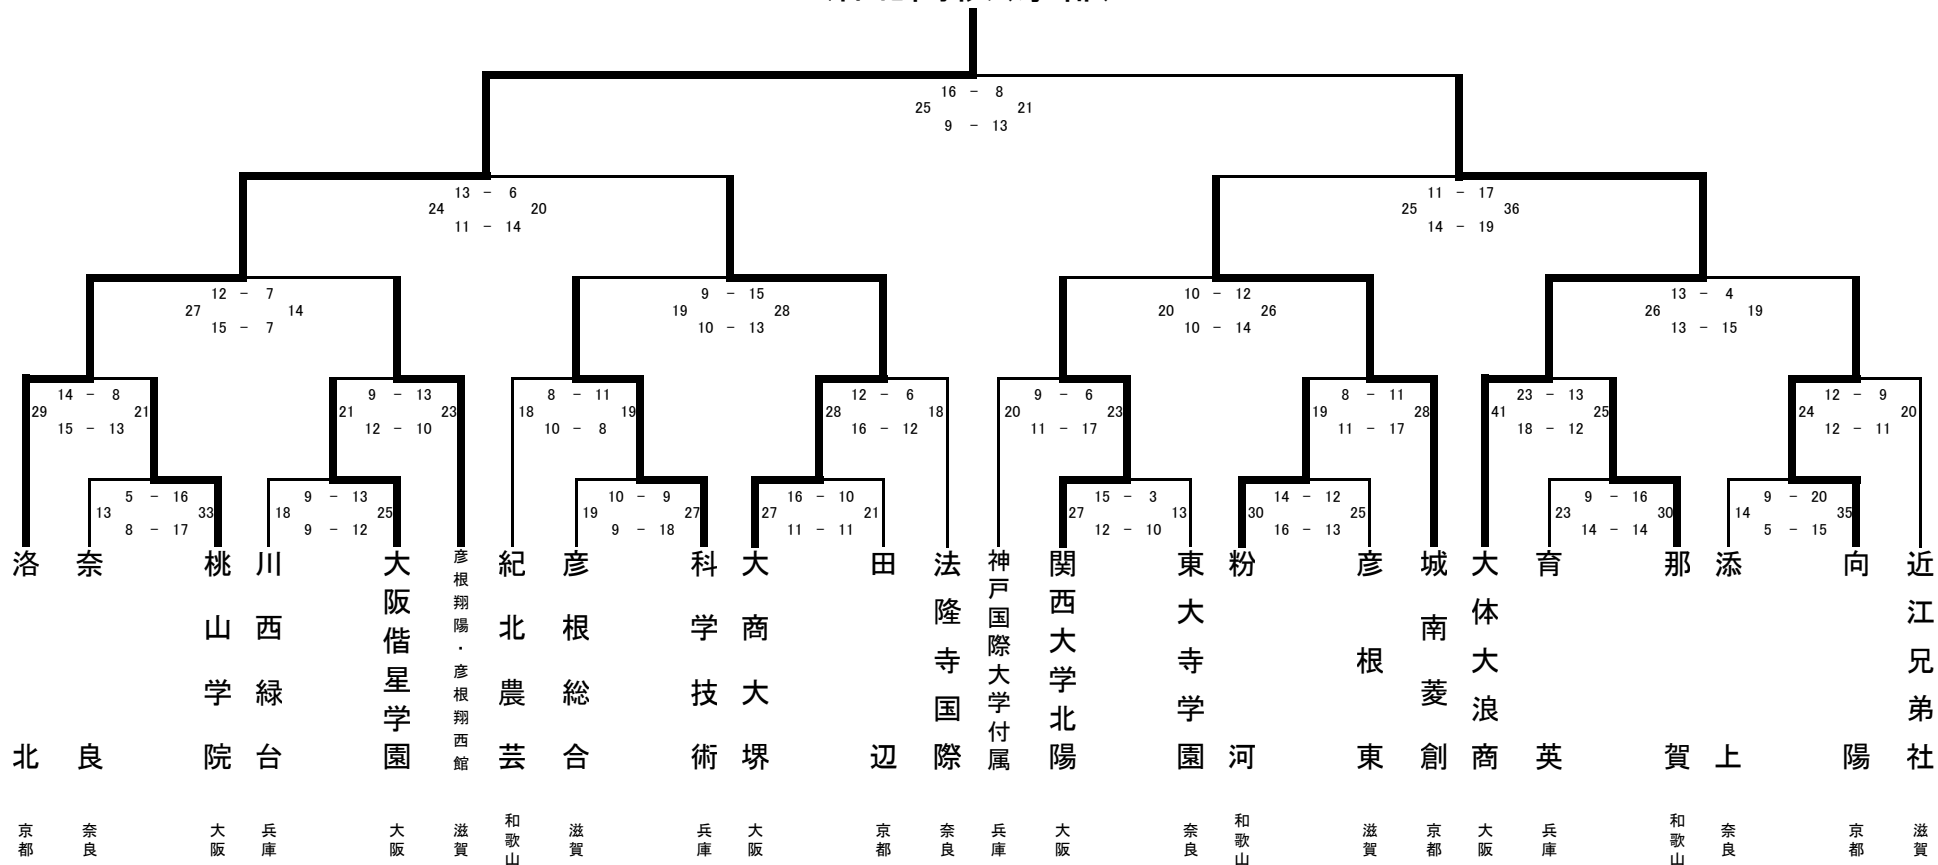 16 - 8
25 21
9 - 13
13 - 6
24 20
11 - 14
11 - 17
25 36
14 - 19
12 - 7
27 14
15 - 7
9 - 15
19 28
10 - 13
10 - 12
20 26
10 - 14
13 - 4
26 19
13 - 15
14 - 8
29 21
15 - 13
9 - 13
21 23
12 - 10
8 - 11
18 19
10 - 8
12 - 6
28 18
16 - 12
9 - 6
20 23
11 - 17
8 - 11
19 28
11 - 17
23 - 13
41 25
18 - 12
12 - 9
24 20
12 - 11
5 - 16
13 33
8 - 17
9 - 13
18 25
9 - 12
10 - 9
19 27
9 - 18
16 - 10
27 21
11 - 11
15 - 3
27 13
12 - 10
14 - 12
30 25
16 - 13
9 - 16
23 30
14 - 14
9 - 20
14 35
5 - 15
洛北
奈良
桃山学院
川西緑台
大阪偕星学園
彦根翔陽・彦根翔西館
紀北農芸
彦根総合
科学技術
大商大堺
田辺
法隆寺国際
神戸国際大学付属
関西大学北陽
東大寺学園
粉河
彦根東
城南菱創
大体大浪商
育英
那賀
添上
向陽
近江兄弟社
京都
奈良
大阪
兵庫
大阪
滋賀
和歌山
滋賀
兵庫
大阪
京都
奈良
兵庫
大阪
奈良
和歌山
滋賀
京都
大阪
兵庫
和歌山
奈良
京都
滋賀